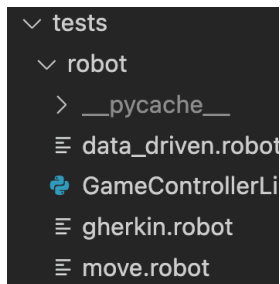 tests
robot
__pycache__
data_driven.robot
GameControllerLi
gherkin.robot
move.robot